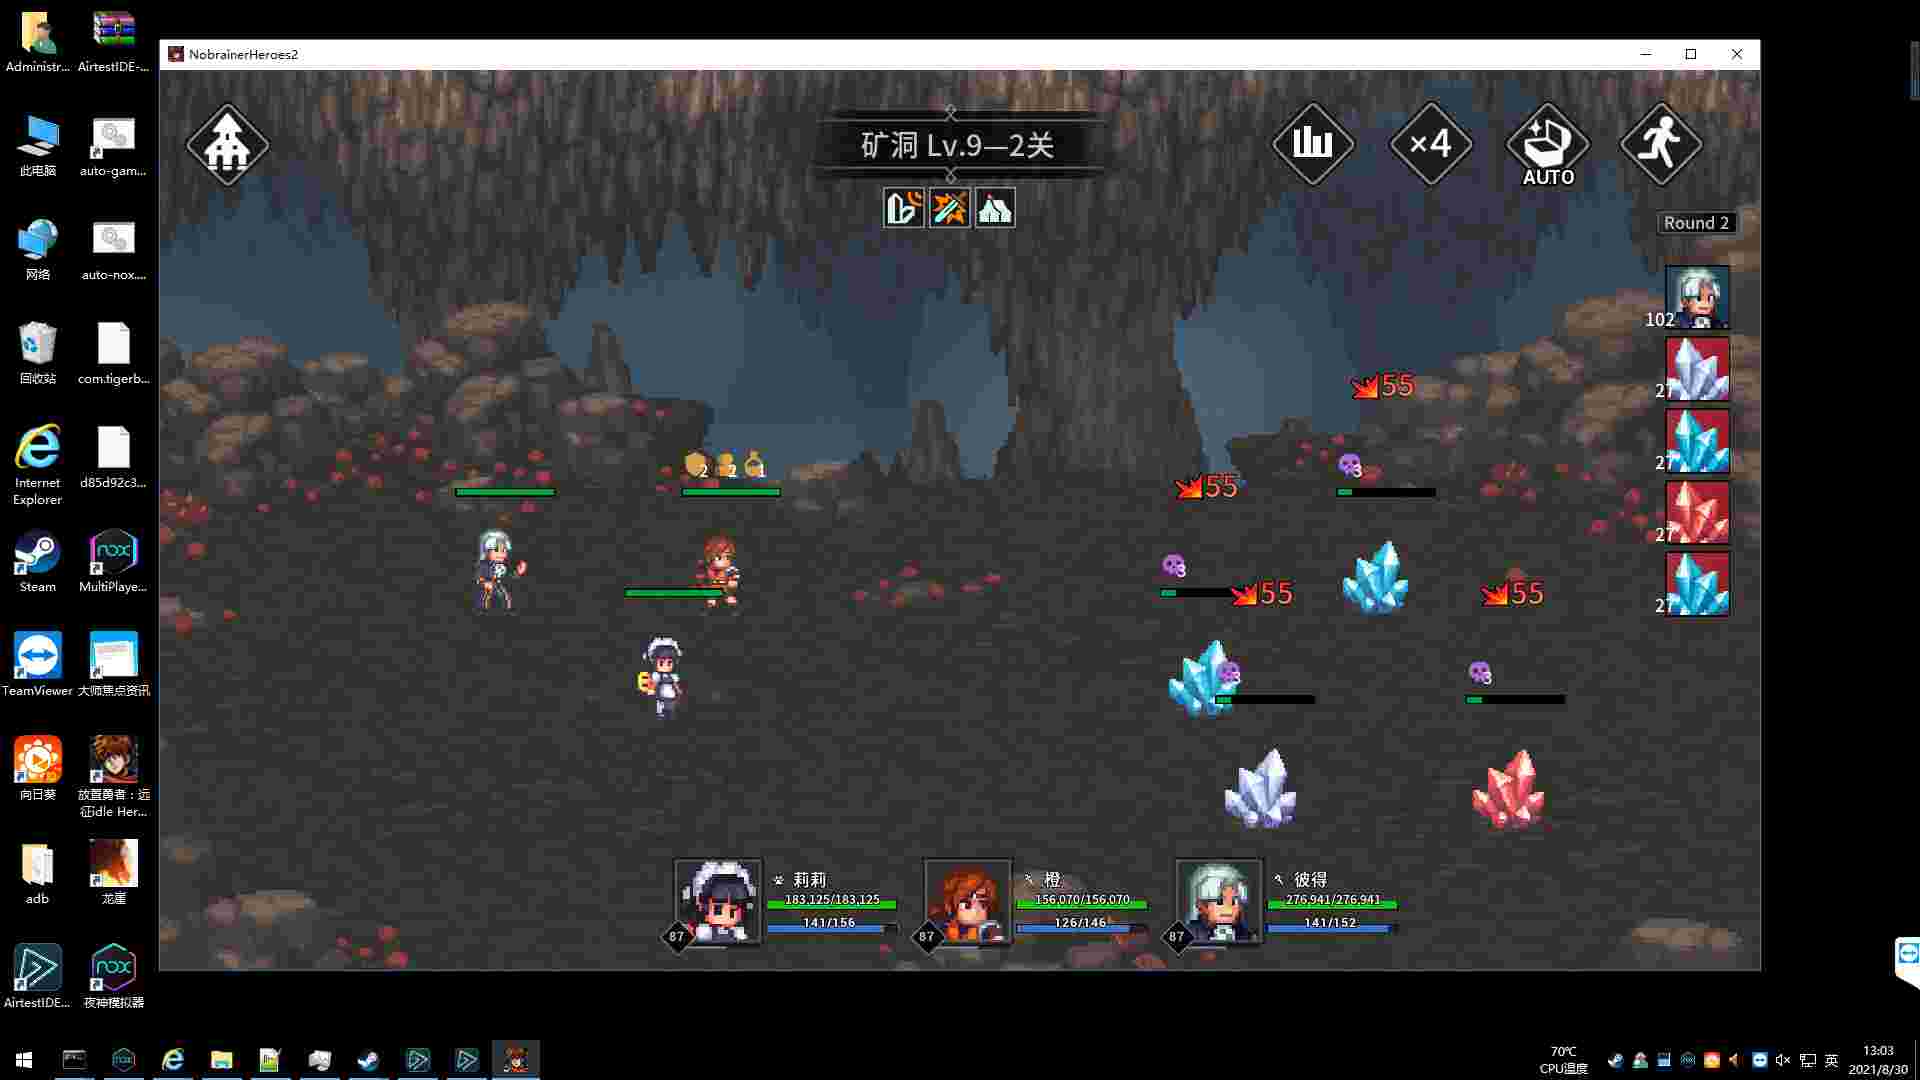 Administr...
AirtestIDE-...
此电脑
auto-gam...
网络
auto-nox....
回收站
com.tigerb...
Internet
Explorer
d85d92c3...
Steam
MultiPlaye...
TeamViewer
大师焦点资讯
向日葵
放置勇者：远
征idle Her...
adb
龙崖
AirtestIDE...
夜神模拟器
NobrainerHeroes2
矿洞 Lv.9—2关
×4
AUTO
Round 2
102
27
27
27
27
55
55
55
55
2
2
1
3
3
3
3
莉莉
183,125/183,125
141/156
87
橙
156,070/156,070
126/146
87
彼得
276,941/276,941
141/152
87
70℃
CPU温度
英
13:03
2021/8/30